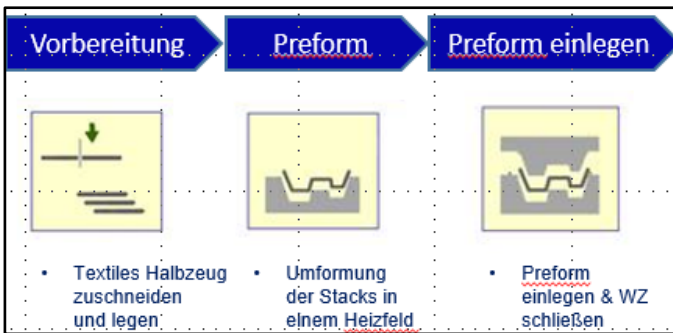 Vorbereitung
Preform
Preform einlegen
• Textiles Halbzeug
zuschneiden
und legen
• Umformung
der Stacks in
einem Heizfeld
• Preform
einlegen & WZ
schließen